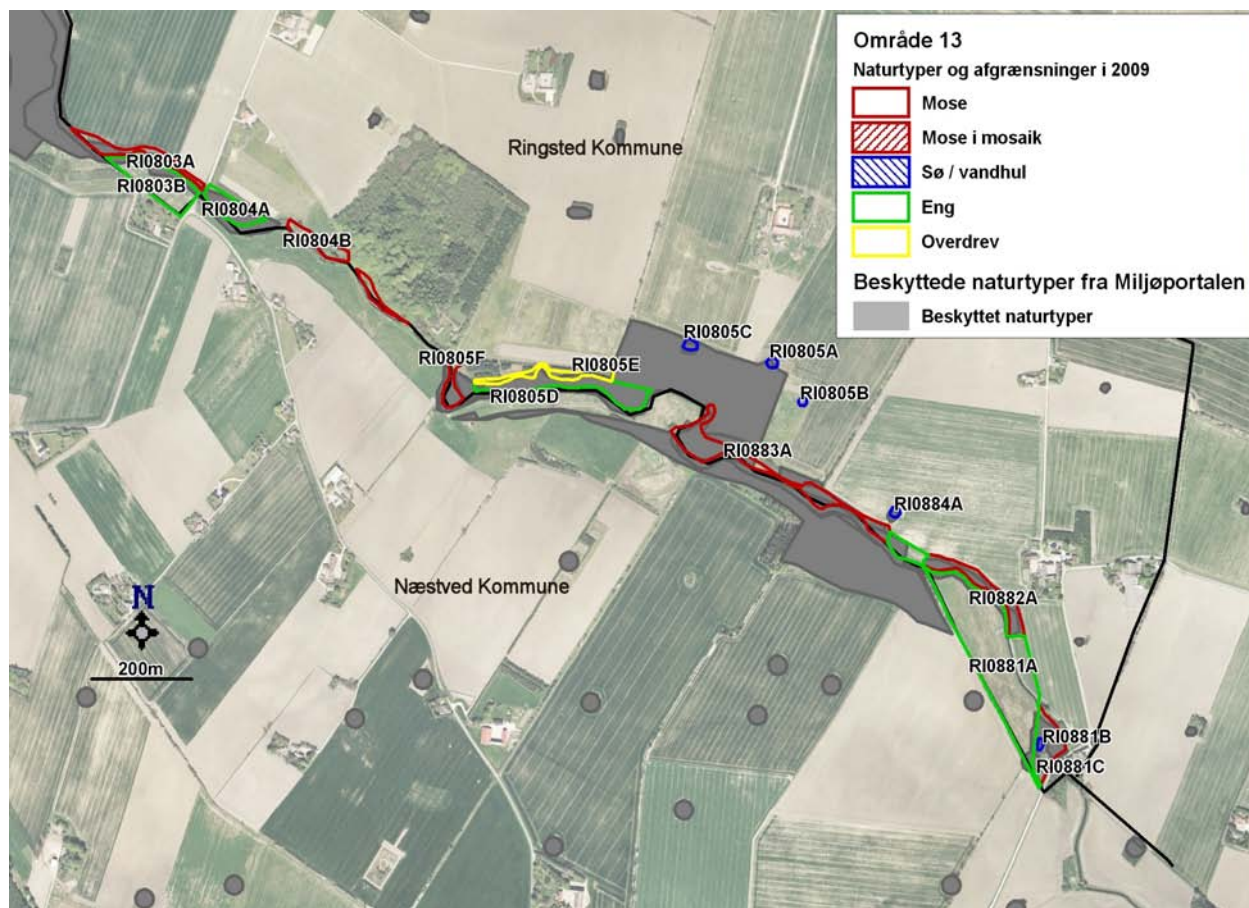 Område 13
Naturtyper og afgrænsninger i 2009
Mose
Mose i mosaik
Sø / vandhul
Eng
Overdrev
Beskyttede naturtyper fra Miljøportalen
Beskyttet naturtyper
Ringsted Kommune
RI0803A
RI0803B
RI0804A
RI0804B
RI0805C
RI0805F
RI0805E
RI0805A
RI0805D
RI0805B
RI0883A
RI0884A
Næstved Kommune
RI0882A
N
200m
RI0881A
RI0881B
RI0881C